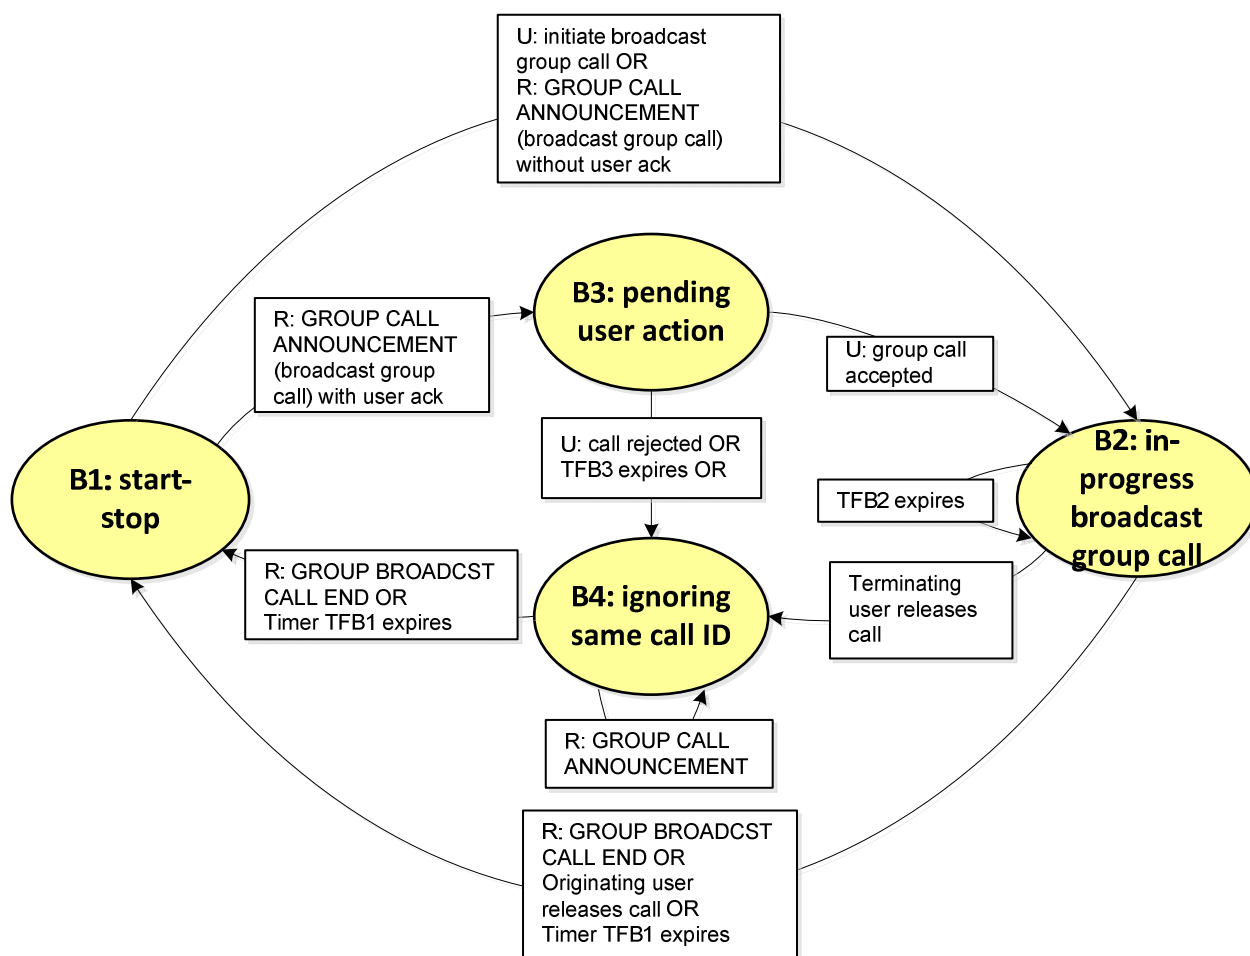 U: initiate broadcast
group call OR
R: GROUP CALL
ANNOUNCEMENT
(broadcast group call)
without user ack
B3: pending
user action
R: GROUP CALL
ANNOUNCEMENT
(broadcast group
call) with user ack
U: group call
accepted
U: call rejected OR
TFB3 expires OR
B1: start-
stop
B2: in-
progress
broadcast
group call
TFB2 expires
R: GROUP BROADCST
CALL END OR
Timer TFB1 expires
B4: ignoring
same call ID
Terminating
user releases
call
R: GROUP CALL
ANNOUNCEMENT
R: GROUP BROADCST
CALL END OR
Originating user
releases call OR
Timer TFB1 expires